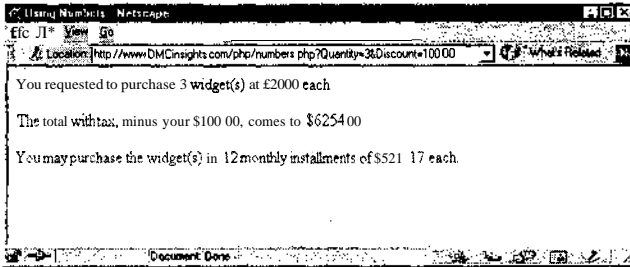 Using Numbers - Netscape
View Go
Location: http://www.DMCinsights com/php/numbers php?Quantity=3&Discount=100 00 What's Related
You requested to purchase 3 widget(s) at £2000 each
The total with tax, minus your $100 00, comes to $6254 00
You may purchase the widget(s) in 12 monthly installments of $521 17 each.
Document Done